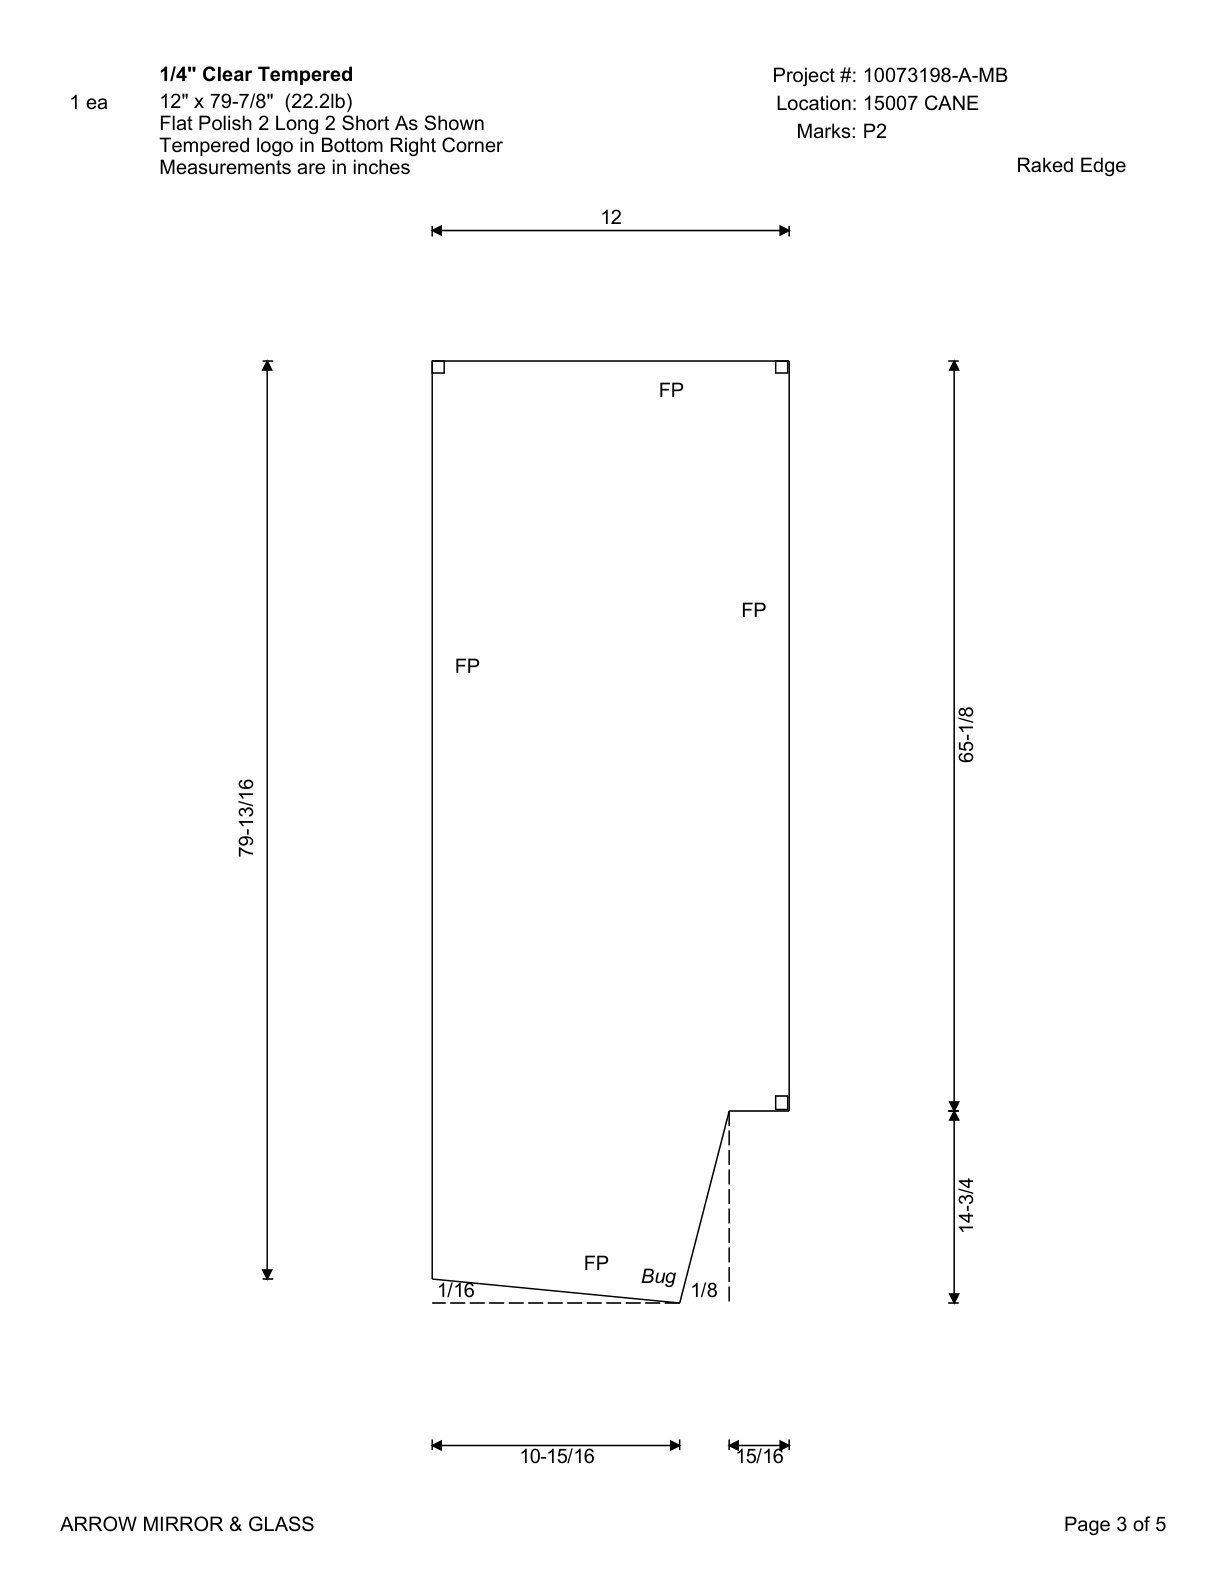 1/4" Clear Tempered
1 ea
12" x 79-7/8" (22.2lb)
Flat Polish 2 Long 2 Short As Shown
Tempered logo in Bottom Right Corner
Measurements are in inches
Project #: 10073198-A-MB
Location: 15007 CANE
Marks: P2
Raked Edge
12
FP
FP
FP
65-1/8
79-13/16
14-3/4
FP
Bug
1/16
1/8
10-15/16
15/16
ARROW MIRROR & GLASS
Page 3 of 5